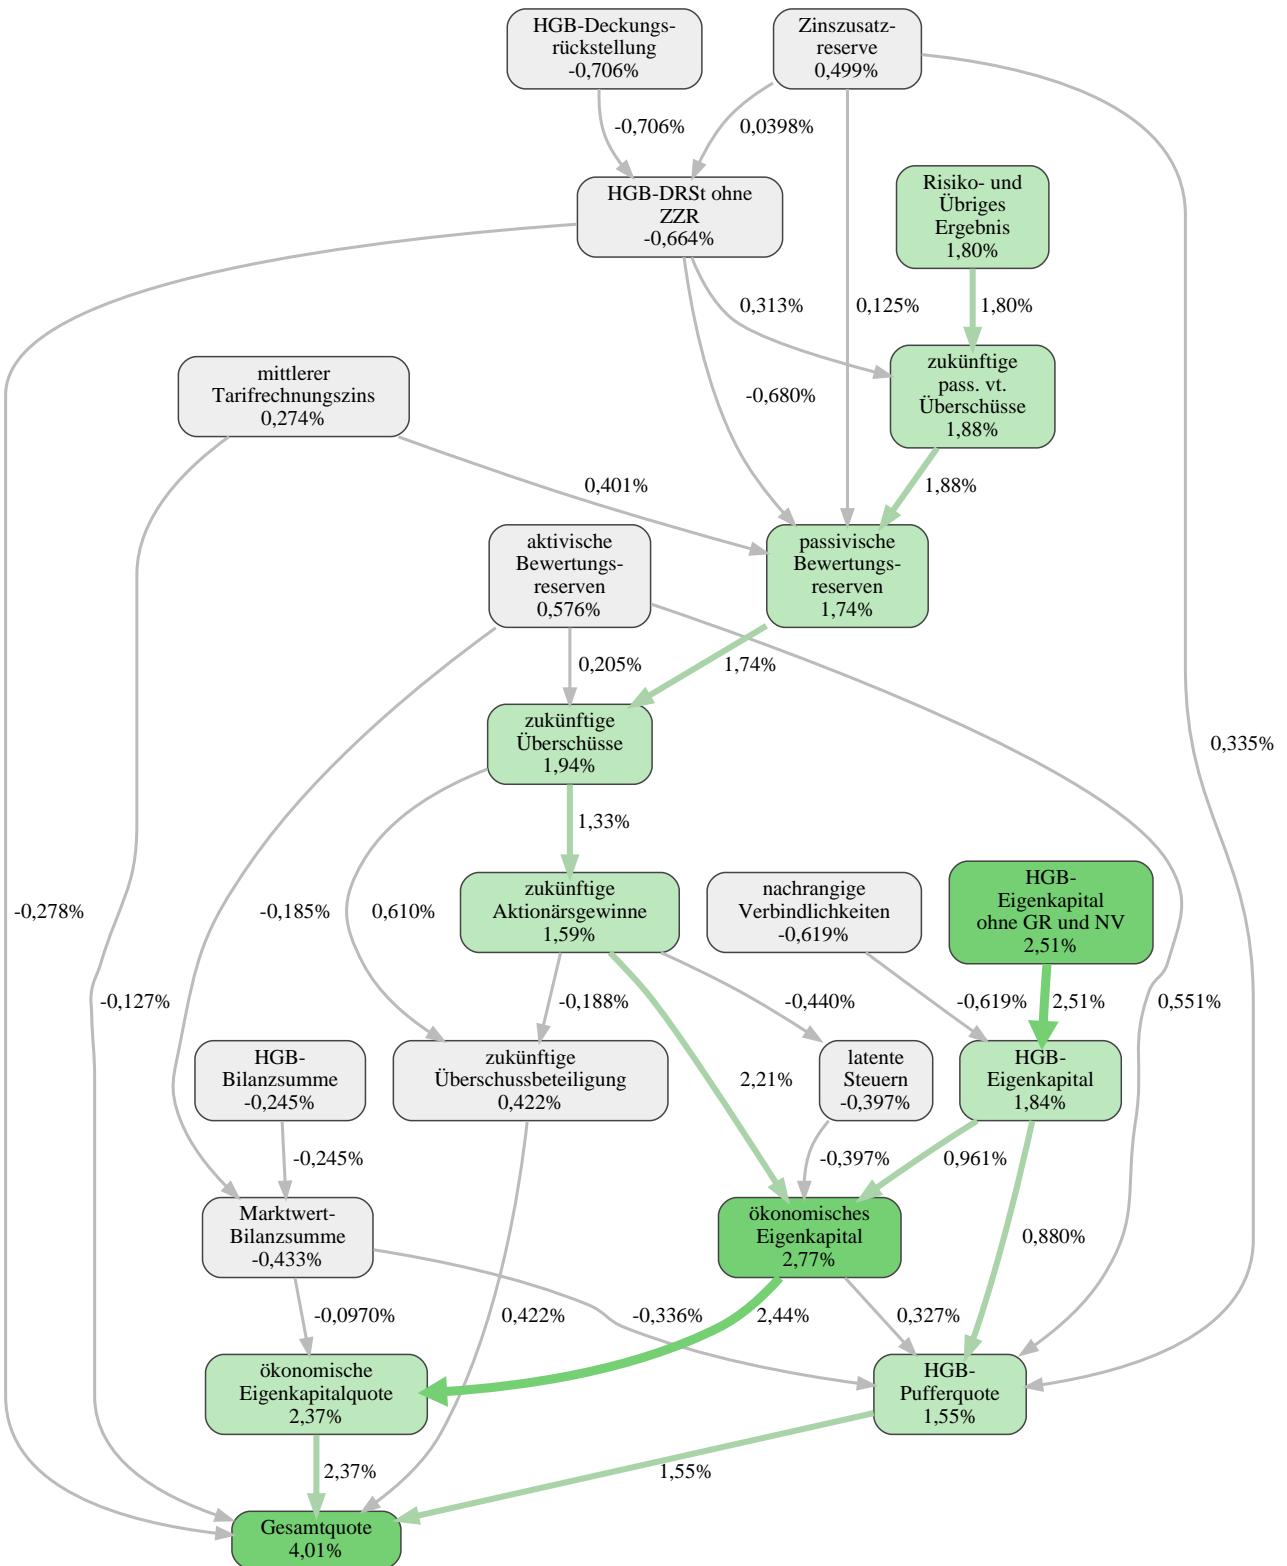 HGB-Deckungs-
rückstellung
-0,706%
Zinszusatz-
reserve
0,499%
-0,706%
0,0398%
HGB-DRSt ohne
ZZR
-0,664%
Risiko- und
Übriges
Ergebnis
1,80%
0,313%
0,125%
1,80%
mittlerer
Tarifrechnungszins
0,274%
-0,680%
zukünftige
pass. vt.
Überschüsse
1,88%
0,401%
1,88%
aktivische
Bewertungs-
reserven
0,576%
passivische
Bewertungs-
reserven
1,74%
0,205%
1,74%
zukünftige
Überschüsse
1,94%
0,335%
1,33%
zukünftige
Aktionärsgewinne
1,59%
nachrangige
Verbindlichkeiten
-0,619%
HGB-
Eigenkapital
ohne GR und NV
2,51%
-0,278%
-0,185%
0,610%
-0,127%
-0,188%
-0,440%
-0,619%
2,51%
0,551%
HGB-
Bilanzsumme
-0,245%
zukünftige
Überschussbeteiligung
0,422%
2,21%
latente
Steuern
-0,397%
HGB-
Eigenkapital
1,84%
-0,245%
-0,397%
0,961%
Marktwert-
Bilanzsumme
-0,433%
ökonomisches
Eigenkapital
2,77%
0,880%
-0,0970%
0,422%
-0,336%
2,44%
0,327%
ökonomische
Eigenkapitalquote
2,37%
HGB-
Pufferquote
1,55%
2,37%
1,55%
Gesamtquote
4,01%